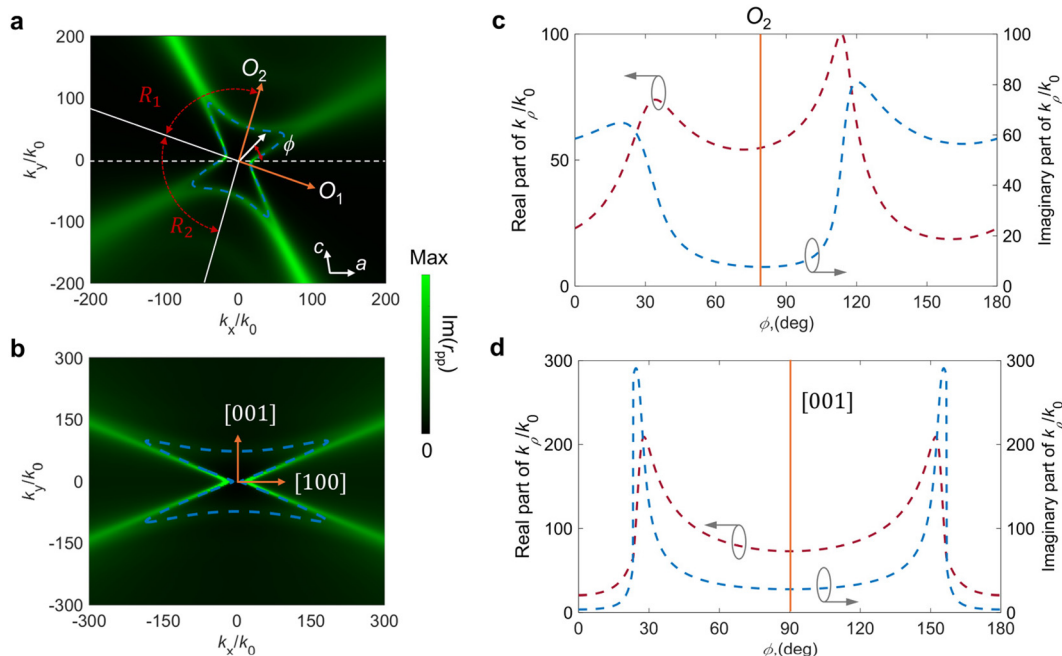 a
200
100
0
-100
-200
k_y/k_0
-200 -100 0 100 200
k_x/k_0
R_1
R_2
O_2
O_1
ϕ
c
a
Max
Im(r_pp)
0
b
300
150
0
-150
-300
k_y/k_0
-300 -150 0 150 300
k_x/k_0
[001]
[100]
c
O_2
100
50
0
Real part of k_ρ/k_0
100
80
60
40
20
0
Imaginary part of k_ρ/k_0
0 30 60 90 120 150 180
ϕ,(deg)
d
300
200
100
0
Real part of k_ρ/k_0
[001]
300
200
100
0
Imaginary part of k_ρ/k_0
0 30 60 90 120 150 180
ϕ,(deg)